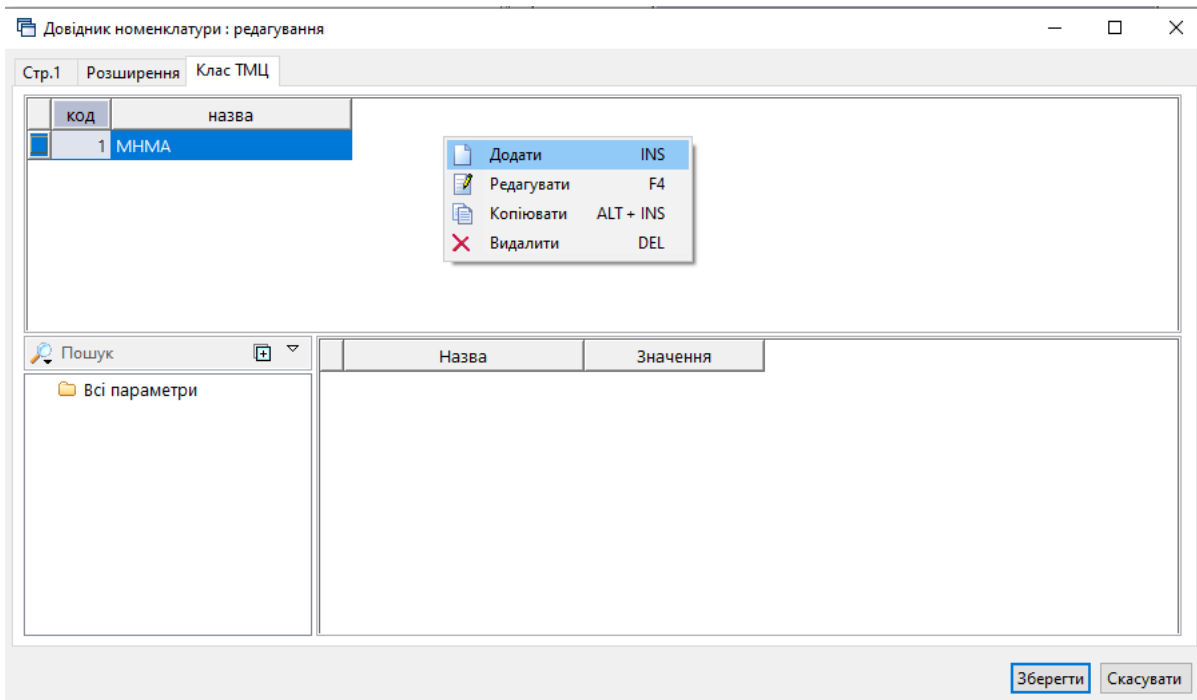 Довідник номенклатури : редагування
Стр.1 Розширення Клас ТМЦ
код назва
1 МНМА
Додати INS
Редагувати F4
Копіювати ALT + INS
Видалити DEL
Пошук
Назва Значення
Всі параметри
Зберегти Скасувати